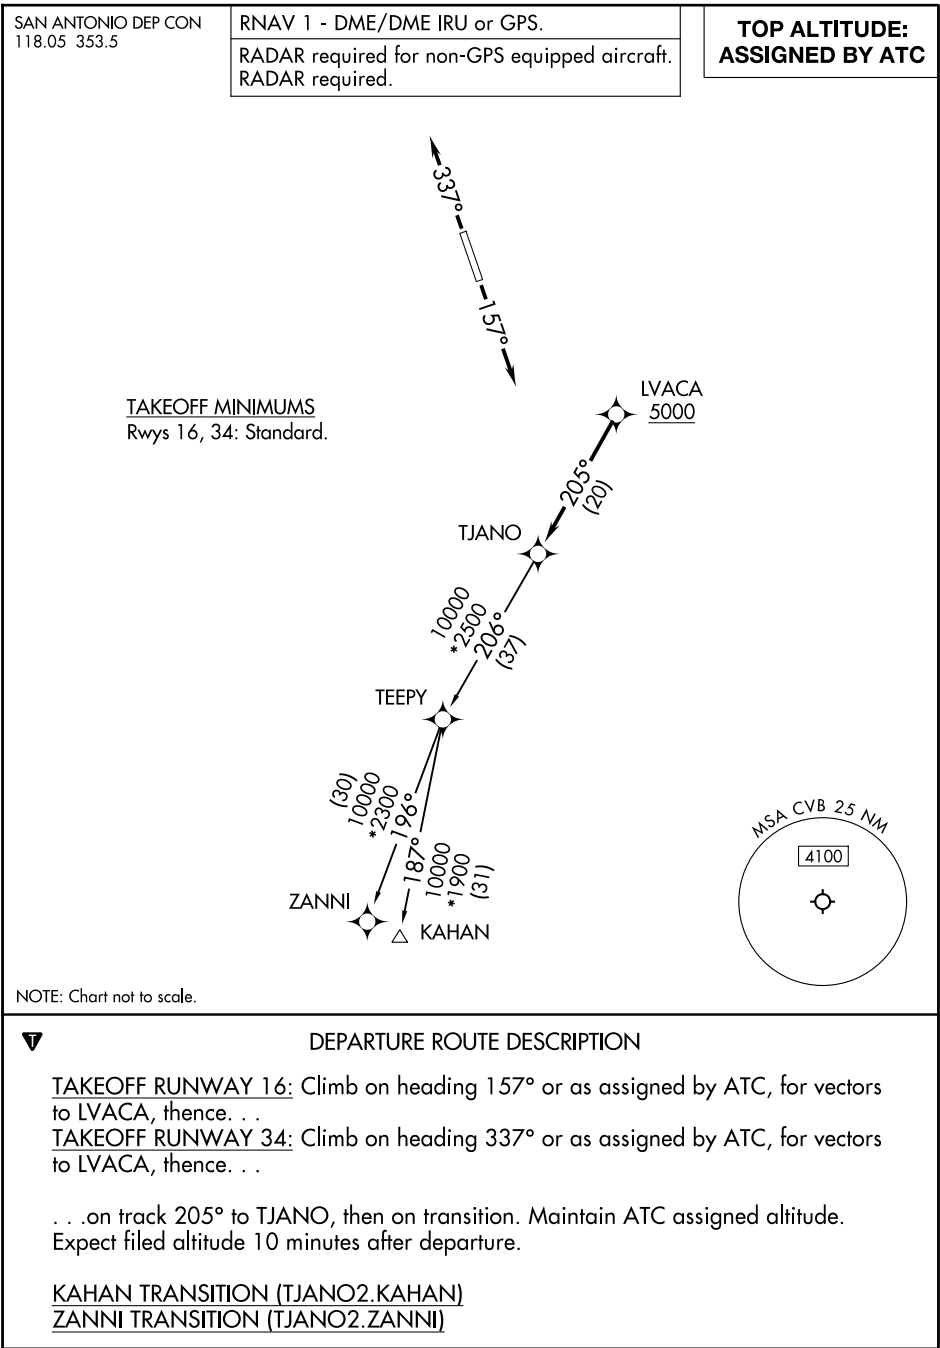 SAN ANTONIO DEP CON
118.05 353.5
RNAV 1 - DME/DME IRU or GPS.
RADAR required for non-GPS equipped aircraft.
RADAR required.
TOP ALTITUDE:
ASSIGNED BY ATC
337°
157°
TAKEOFF MINIMUMS
Rwys 16, 34: Standard.
LVACA
5000
205°
(20)
TJANO
10000
*2500
206°
(37)
TEEPY
(30)
10000
*2300
196°
187°
10000
*1900
(31)
ZANNI
KAHAN
MSA CVB 25 NM
4100
NOTE: Chart not to scale.
T
DEPARTURE ROUTE DESCRIPTION
TAKEOFF RUNWAY 16: Climb on heading 157° or as assigned by ATC, for vectors
to LVACA, thence. . .
TAKEOFF RUNWAY 34: Climb on heading 337° or as assigned by ATC, for vectors
to LVACA, thence. . .
. . .on track 205° to TJANO, then on transition. Maintain ATC assigned altitude.
Expect filed altitude 10 minutes after departure.
KAHAN TRANSITION (TJANO2.KAHAN)
ZANNI TRANSITION (TJANO2.ZANNI)